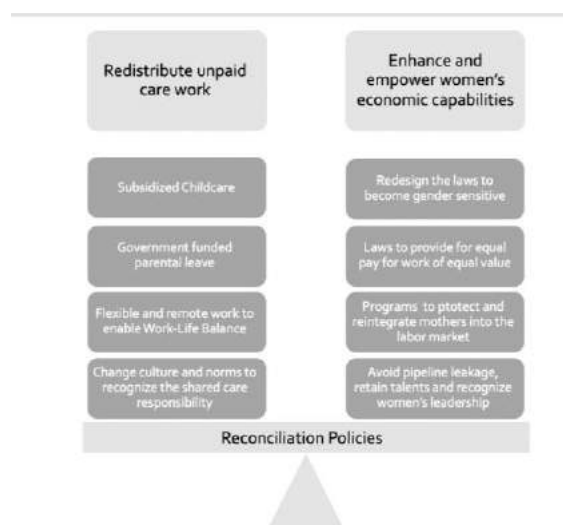 Redistribute unpaid
care work
Subsidized Childcare
Government funded
parental leave
Flexible and remote work to
enable Work-Life Balance
Change culture and norms to
recognize the shared care
responsibility
Enhance and
empower women's
economic capabilities
Redesign the laws to
become gender sensitive
Laws to provide for equal
pay for work of equal value
Programs to ptotect and
reintegrate mothers into the
labor market
Avoid pipeline leakage,
retain talents and recognize
women's leadership
Reconciliation Policies